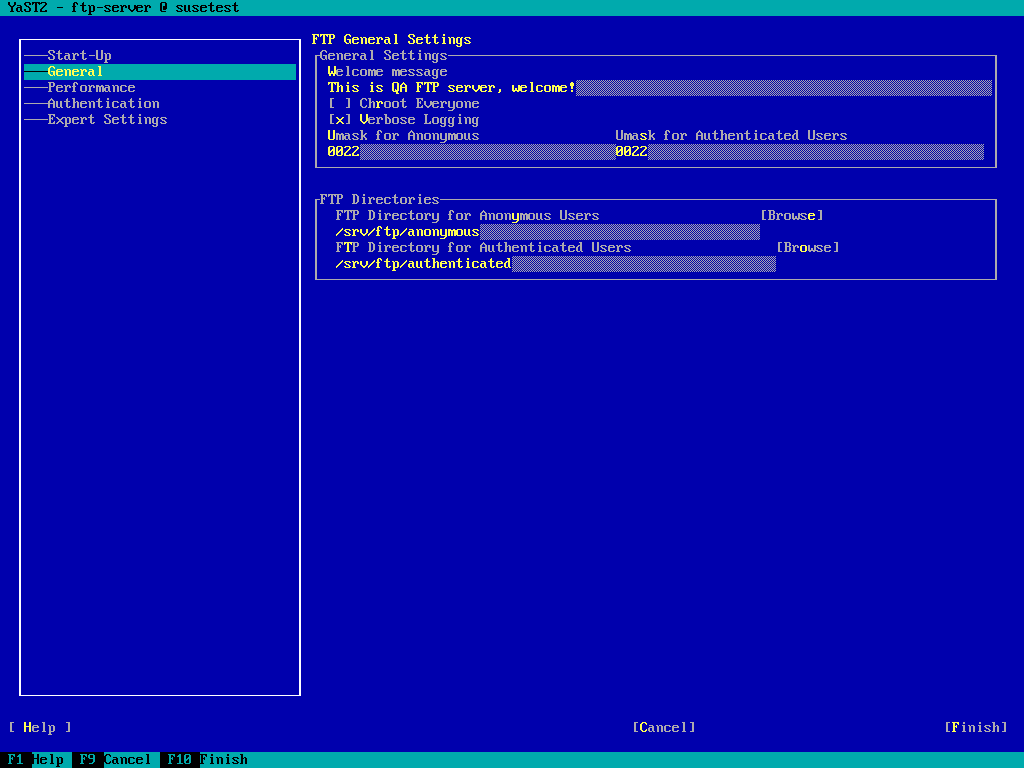 YaST2 - ftp-server @ susetest
Start-Up
General
Performance
Authentication
Expert Settings
FTP General Settings
General Settings
Welcome message
This is QA FTP server, welcome!
[ ] Chroot Everyone
[x] Verbose Logging
Umask for Anonymous Umask for Authenticated Users
0022 0022
FTP Directories
FTP Directory for Anonymous Users [Browse]
/srv/ftp/anonymous
FTP Directory for Authenticated Users [Browse]
/srv/ftp/authenticated
[ Help ] [Cancel] [Finish]
F1 Help F9 Cancel F10 Finish